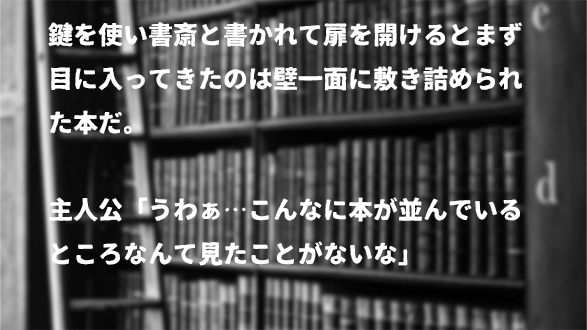 鍵を使い書斎と書かれて扉を開けるとまず
目に入ってきたのは壁一面に敷き詰められ
た本だ。
主人公「うわぁ…こんなに本が並んでいる
ところなんて見たことがないな」
c
d